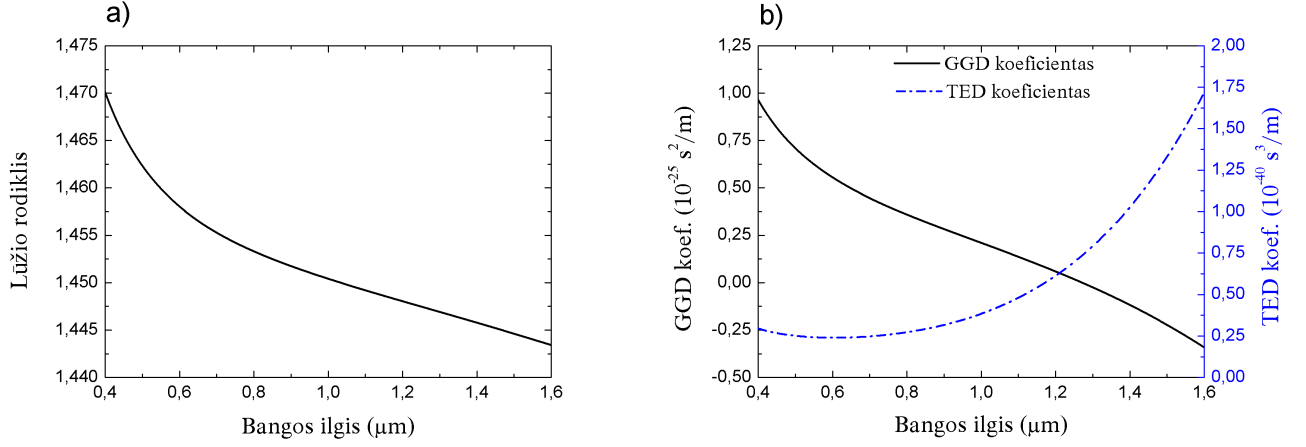 a)
1,475
1,470
1,465
1,460
1,455
1,450
1,445
1,440
0,4 0,6 0,8 1,0 1,2 1,4 1,6
Lūžio rodiklis
Bangos ilgis (μm)
b)
1,25
1,00
0,75
0,50
0,25
0,00
-0,25
-0,50
GGD koef. (10⁻²⁵ s²/m)
GGD koeficientas
TED koeficientas
2,00
1,75
1,50
1,25
1,00
0,75
0,50
0,25
0,00
TED koef. (10⁻⁴⁰ s³/m)
0,4 0,6 0,8 1,0 1,2 1,4 1,6
Bangos ilgis (μm)